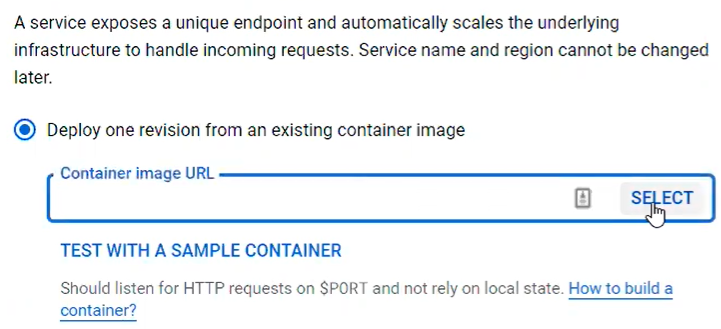 A service exposes a unique endpoint and automatically scales the underlying
infrastructure to handle incoming requests. Service name and region cannot be changed
later.
Deploy one revision from an existing container image
Container image URL
SELECT
TEST WITH A SAMPLE CONTAINER
Should listen for HTTP requests on $PORT and not rely on local state. How to build a
container?